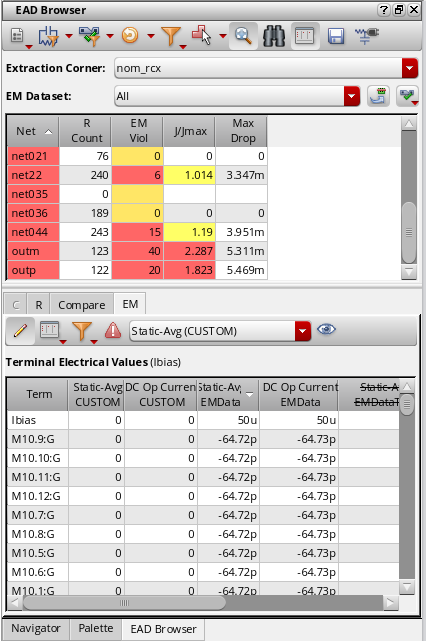 EAD Browser
Extraction Corner: nom_rcx
EM Dataset: All
Net R Count EM Viol J/Jmax Max Drop
net021 76 0 0 0
net22 240 6 1.014 3.347m
net035 0
net036 189 0 0 0
net044 243 15 1.19 3.951m
outm 123 40 2.287 5.311m
outp 122 20 1.823 5.469m
C R Compare EM
Static-Avg (CUSTOM)
Terminal Electrical Values (Ibias)
Term Static-Avg CUSTOM DC Op Curren CUSTOM Static-Av EMData DC Op Current EMData Static-A EMDataT
Ibias 0 0 50u 50u
M10.9:G 0 0 -64.72p -64.73p
M10.10:G 0 0 -64.72p -64.73p
M10.11:G 0 0 -64.72p -64.73p
M10.12:G 0 0 -64.72p -64.73p
M10.7:G 0 0 -64.72p -64.73p
M10.8:G 0 0 -64.72p -64.73p
M10.5:G 0 0 -64.72p -64.73p
M10.6:G 0 0 -64.72p -64.73p
M10.1:G 0 0 -64.72p -64.73p
Navigator Palette EAD Browser